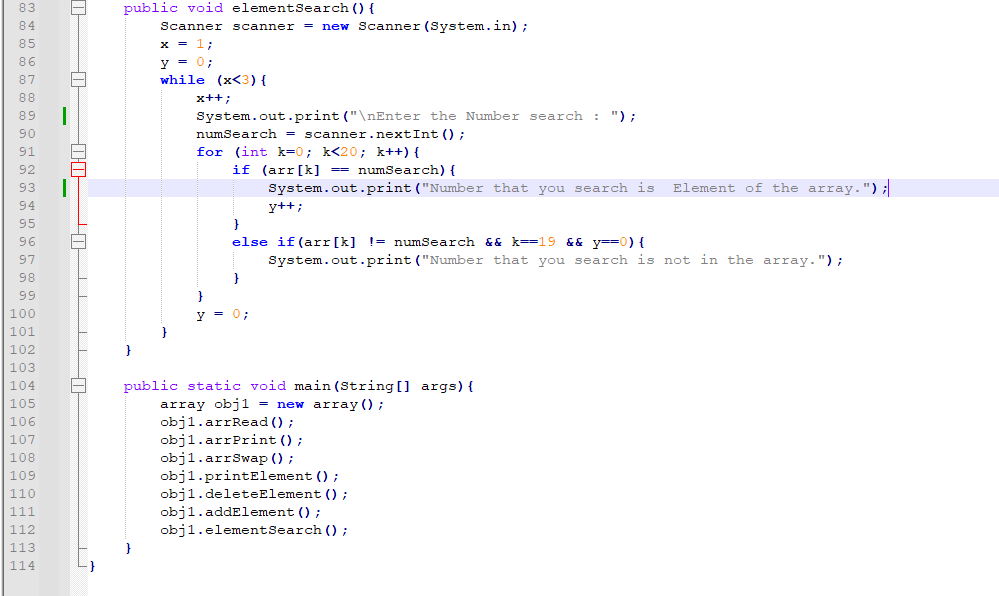 83 public void elementSearch(){
84 Scanner scanner = new Scanner(System.in);
85 x = 1;
86 y = 0;
87 while (x<3){
88 x++;
89 System.out.print("\nEnter the Number search : ");
90 numSearch = scanner.nextInt();
91 for (int k=0; k<20; k++){
92 if (arr[k] == numSearch){
93 System.out.print("Number that you search is  Element of the array.");
94 y++;
95 }
96 else if(arr[k] != numSearch && k==19 && y==0){
97 System.out.print("Number that you search is not in the array.");
98 }
99 }
100 y = 0;
101 }
102 }
103
104 public static void main(String[] args){
105 array obj1 = new array();
106 obj1.arrRead();
107 obj1.arrPrint();
108 obj1.arrSwap();
109 obj1.printElement();
110 obj1.deleteElement();
111 obj1.addElement();
112 obj1.elementSearch();
113 }
114 }